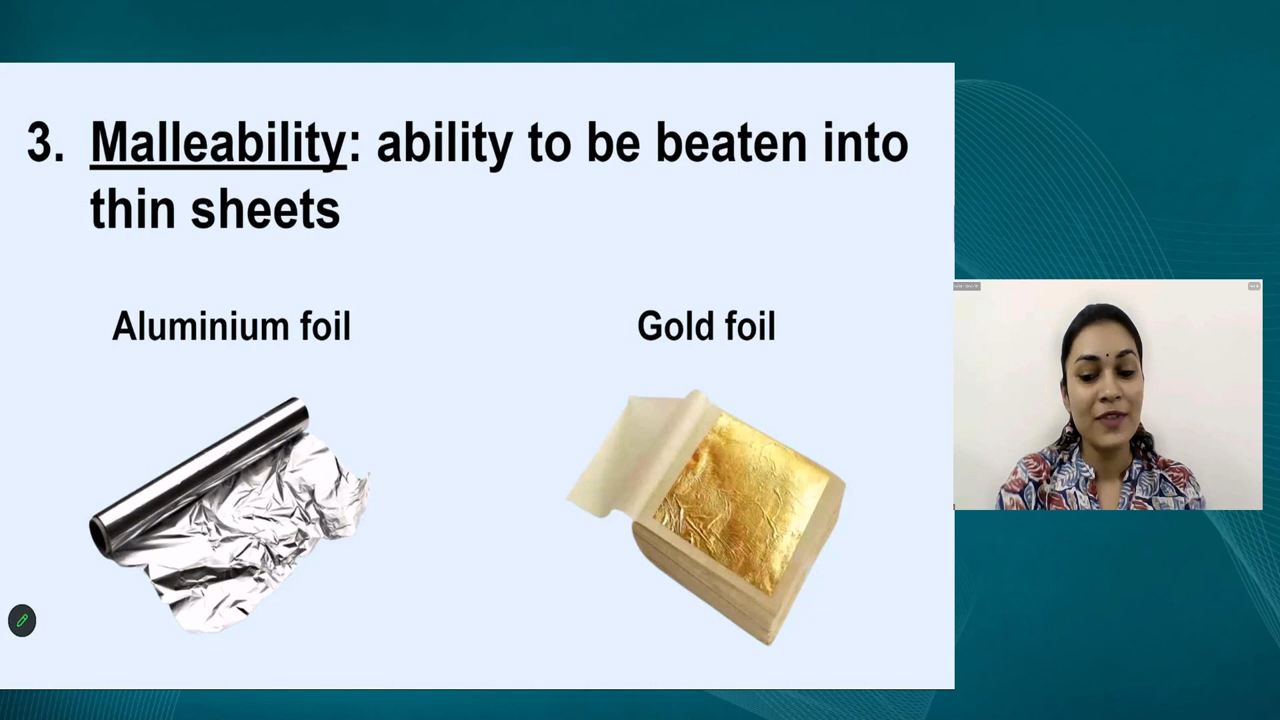 3. Malleability: ability to be beaten into
thin sheets
Aluminium foil
Gold foil